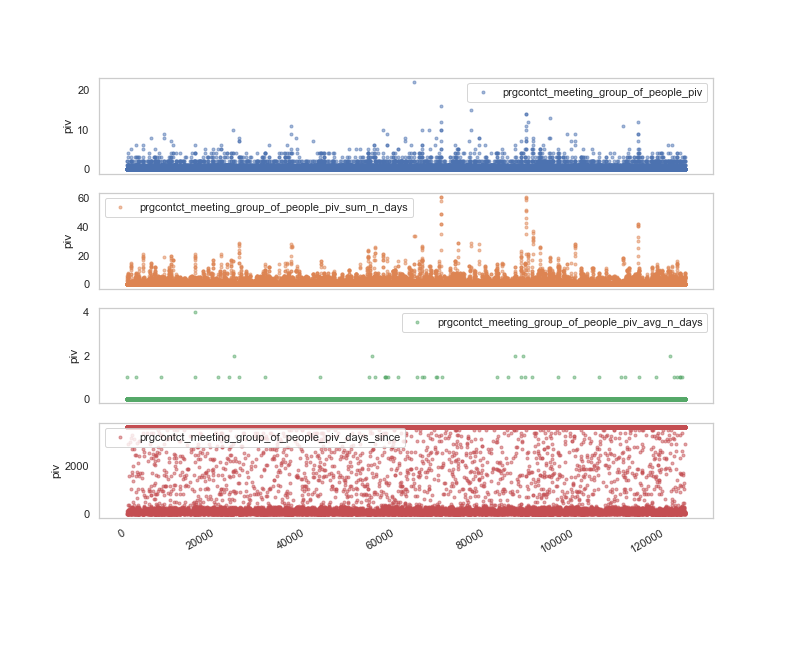 prgcontct_meeting_group_of_people_piv
20
10
0
piv
prgcontct_meeting_group_of_people_piv_sum_n_days
60
40
20
0
piv
prgcontct_meeting_group_of_people_piv_avg_n_days
4
2
0
piv
prgcontct_meeting_group_of_people_piv_days_since
2000
0
piv
0
20000
40000
60000
80000
100000
120000